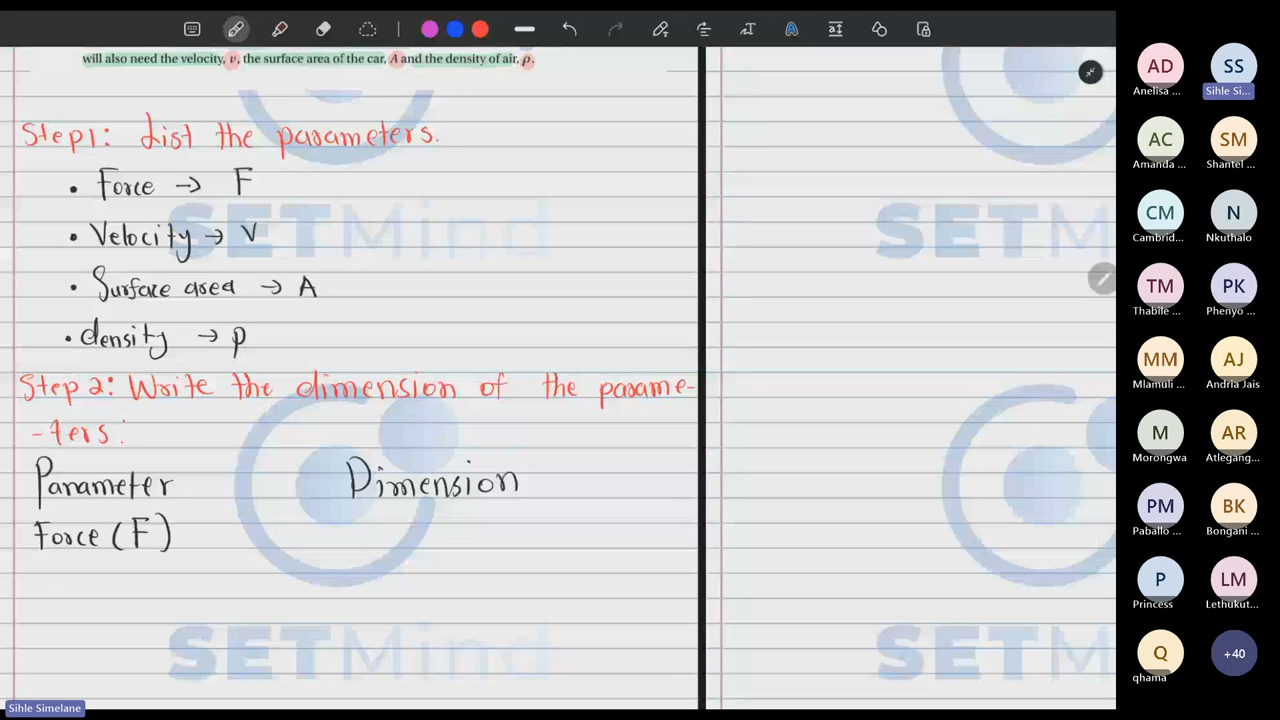 will also need the velocity, v, the surface area of the car, A and the density of air, ρ.
Step1: List the parameters.
• Force → F
• Velocity → V
• Surface area → A
• density → ρ
Step 2: Write the dimension of the parame-
-ters:
Parameter Dimension
Force (F)
SETMind
SETMind
SETMind
SETMind
AD
Anelisa ...
SS
Sihle Si...
AC
Amanda ...
SM
Shantel ...
CM
Cambrid...
N
Nkuthalo
TM
Thabile ...
PK
Phenyo ...
MM
Mlamuli ...
AJ
Andria Jais
M
Morongwa
AR
Atlegang...
PM
Paballo ...
BK
Bongani ...
P
Princess
LM
Lethukut...
Q
qhama
+40
Sihle Simelane